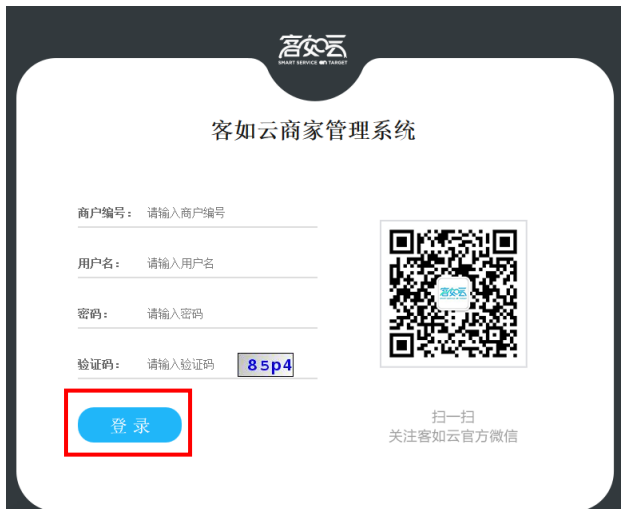 客如云
SMART SERVICE ON TARGET
客如云商家管理系统
商户编号： 请输入商户编号
用户名： 请输入用户名
密码： 请输入密码
验证码： 请输入验证码 85p4
登 录
客如云
扫一扫
关注客如云官方微信